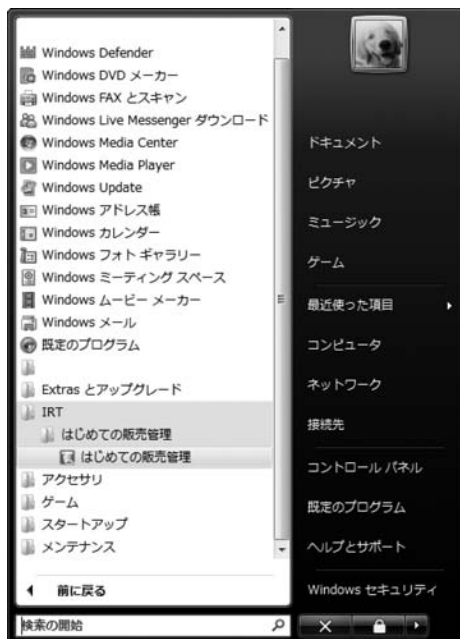 Windows Defender
Windows DVD メーカー
Windows FAX とスキャン
Windows Live Messenger ダウンロード
Windows Media Center
Windows Media Player
Windows Update
Windows アドレス帳
Windows カレンダー
Windows フォト ギャラリー
Windows ミーティング スペース
Windows ムービー メーカー
Windows メール
既定のプログラム
Extras とアップグレード
IRT
はじめての販売管理
はじめての販売管理
アクセサリ
ゲーム
スタートアップ
メンテナンス
前に戻る
検索の開始
ドキュメント
ピクチャ
ミュージック
ゲーム
最近使った項目
コンピュータ
ネットワーク
接続先
コントロール パネル
既定のプログラム
ヘルプとサポート
Windows セキュリティ